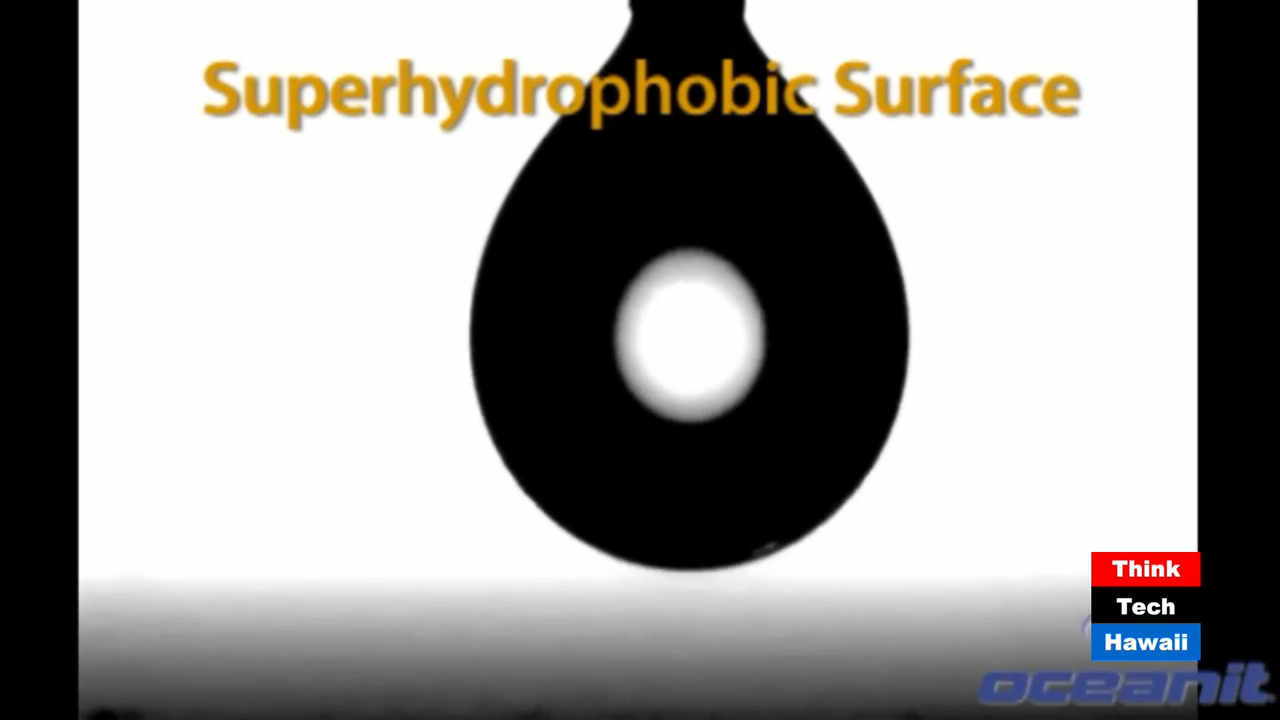 Superhydrophobic Surface
Think
Tech
Hawaii
oceanit